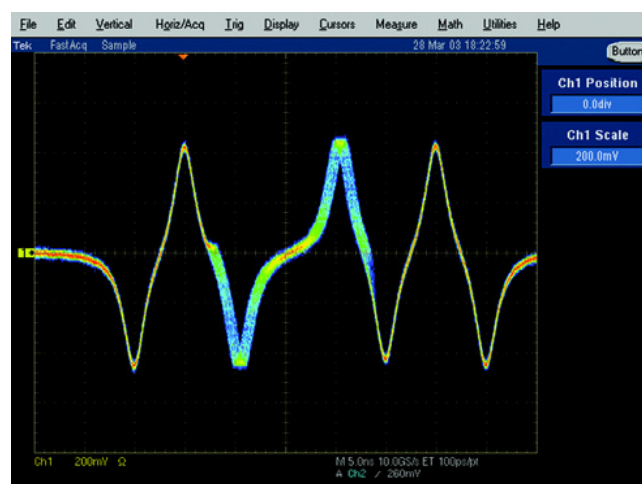 File Edit Vertical Horiz/Acq Trig Display Cursors Measure Math Utilities Help
Tek FastAcq Sample 28 Mar 03 18:22:59 Button
Ch1 Position
0.0div
Ch1 Scale
200.0mV
Ch1 200mV Ω M 5.0ns 10.0GS/s ET 100ps/pt
A Ch2 ∕ 260mV